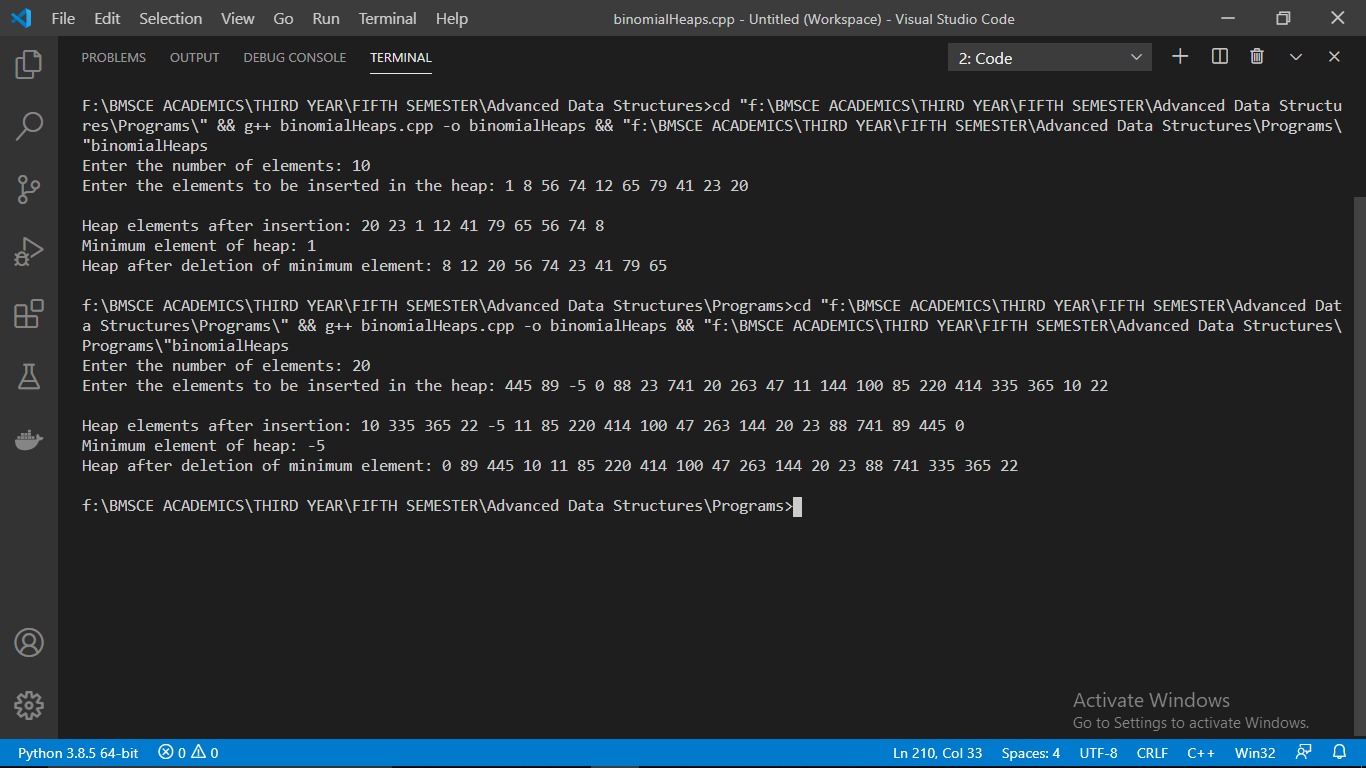 File Edit Selection View Go Run Terminal Help binomialHeaps.cpp - Untitled (Workspace) - Visual Studio Code
PROBLEMS OUTPUT DEBUG CONSOLE TERMINAL 2: Code
F:\BMSCE ACADEMICS\THIRD YEAR\FIFTH SEMESTER\Advanced Data Structures>cd "f:\BMSCE ACADEMICS\THIRD YEAR\FIFTH SEMESTER\Advanced Data Structu
res\Programs\" && g++ binomialHeaps.cpp -o binomialHeaps && "f:\BMSCE ACADEMICS\THIRD YEAR\FIFTH SEMESTER\Advanced Data Structures\Programs\
"binomialHeaps
Enter the number of elements: 10
Enter the elements to be inserted in the heap: 1 8 56 74 12 65 79 41 23 20
Heap elements after insertion: 20 23 1 12 41 79 65 56 74 8
Minimum element of heap: 1
Heap after deletion of minimum element: 8 12 20 56 74 23 41 79 65
f:\BMSCE ACADEMICS\THIRD YEAR\FIFTH SEMESTER\Advanced Data Structures\Programs>cd "f:\BMSCE ACADEMICS\THIRD YEAR\FIFTH SEMESTER\Advanced Dat
a Structures\Programs\" && g++ binomialHeaps.cpp -o binomialHeaps && "f:\BMSCE ACADEMICS\THIRD YEAR\FIFTH SEMESTER\Advanced Data Structures\
Programs\"binomialHeaps
Enter the number of elements: 20
Enter the elements to be inserted in the heap: 445 89 -5 0 88 23 741 20 263 47 11 144 100 85 220 414 335 365 10 22
Heap elements after insertion: 10 335 365 22 -5 11 85 220 414 100 47 263 144 20 23 88 741 89 445 0
Minimum element of heap: -5
Heap after deletion of minimum element: 0 89 445 10 11 85 220 414 100 47 263 144 20 23 88 741 335 365 22
f:\BMSCE ACADEMICS\THIRD YEAR\FIFTH SEMESTER\Advanced Data Structures\Programs>
Activate Windows
Go to Settings to activate Windows.
Python 3.8.5 64-bit 0 0 Ln 210, Col 33 Spaces: 4 UTF-8 CRLF C++ Win32